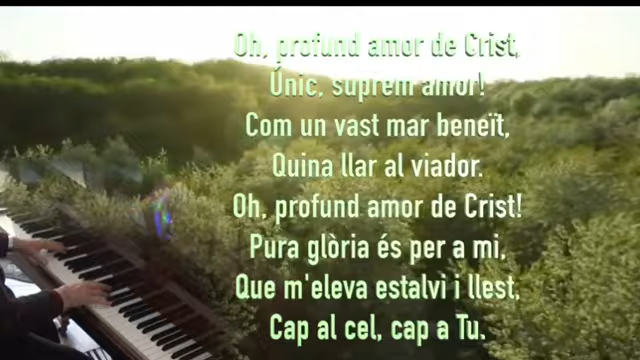 Oh, profund amor de Crist,
Únic, suprem amor!
Com un vast mar beneït,
Quina llar al viador.
Oh, profund amor de Crist!
Pura glòria és per a mi,
Que m'eleva estalvi i llest,
Cap al cel, cap a Tu.